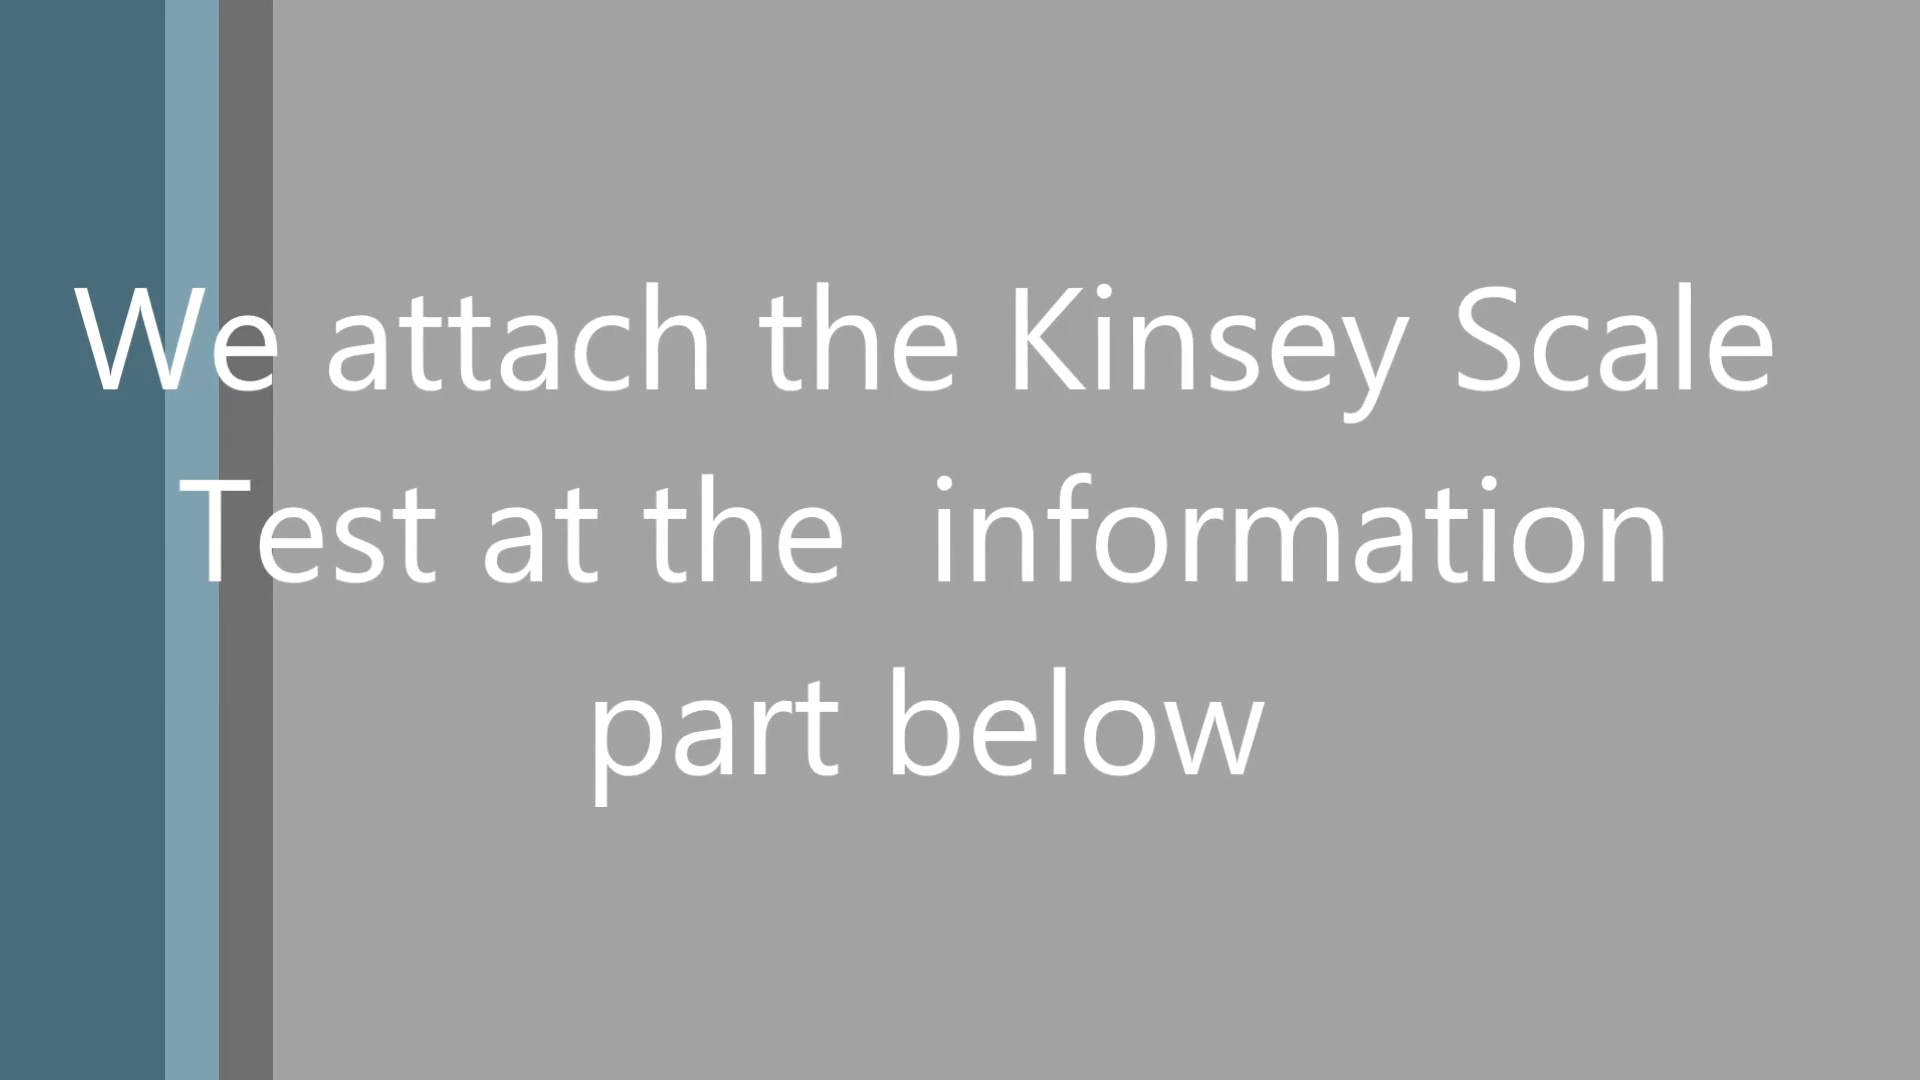 We attach the Kinsey Scale
Test at the  information
part below